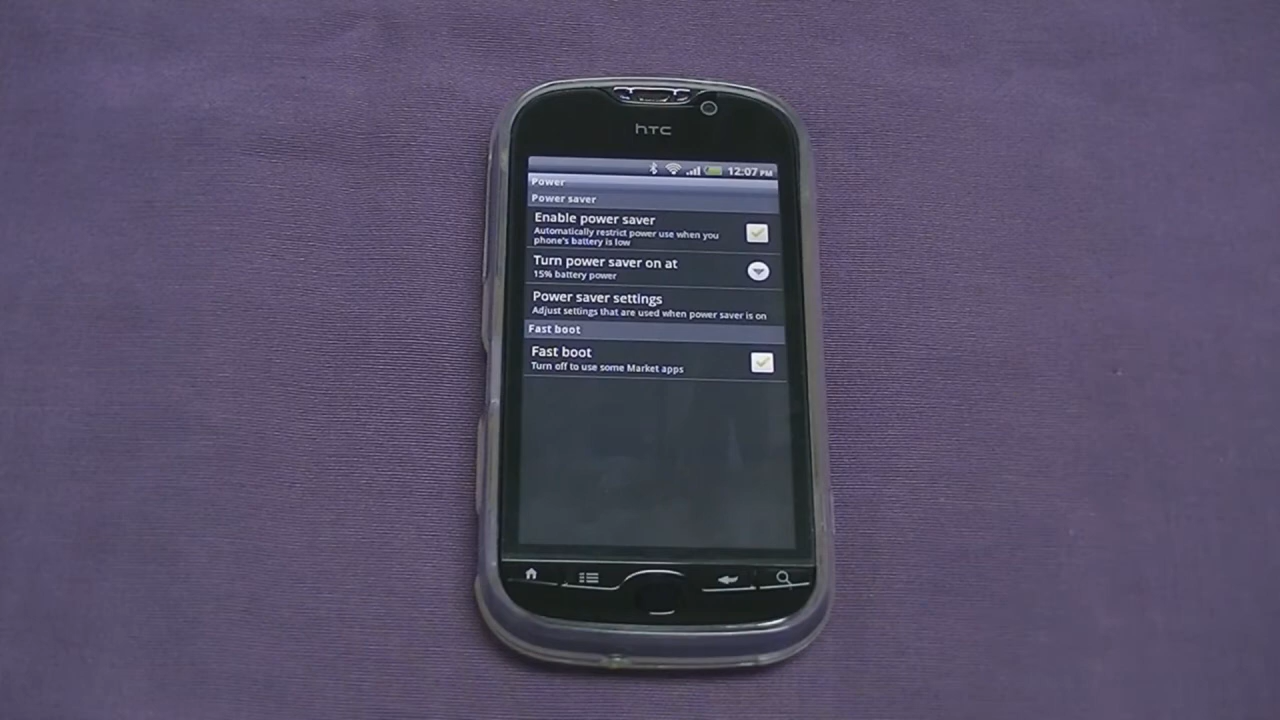 hTC
12:07 PM
Power
Power saver
Enable power saver
Automatically restrict power use when you
phone's battery is low
Turn power saver on at
15% battery power
Power saver settings
Adjust settings that are used when power saver is on
Fast boot
Fast boot
Turn off to use some Market apps